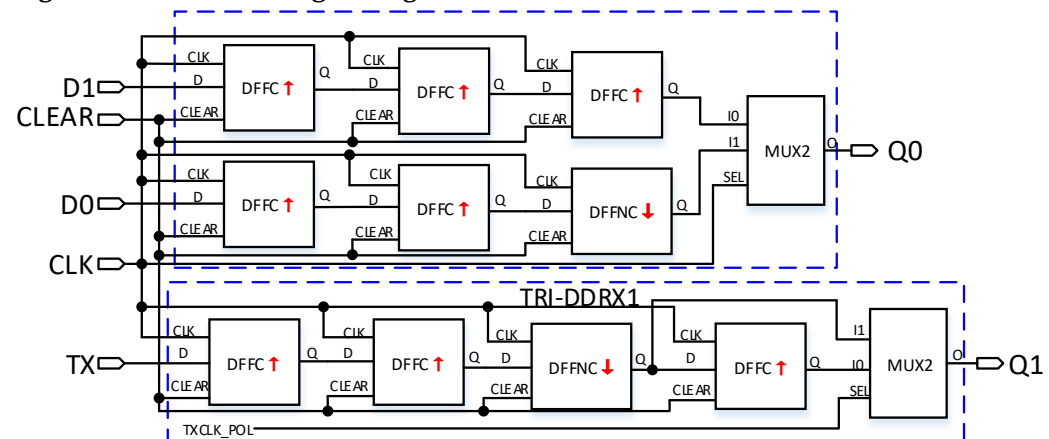 CLK
CLK
CLK
D1
D
DFFC
Q
D
DFFC
Q
D
DFFC
Q
I0
CLEAR
CLEAR
CLEAR
CLEAR
I1
MUX2
O
Q0
CLK
CLK
CLK
SEL
D0
D
DFFC
Q
D
DFFC
Q
D
DFFNC
Q
CLEAR
CLEAR
CLEAR
CLK
TRI-DDRX1
CLK
CLK
CLK
CLK
I1
TX
D
DFFC
Q
D
DFFC
Q
D
DFFNC
Q
D
DFFC
Q
I0
MUX2
O
Q1
CLEAR
CLEAR
CLEAR
CLEAR
SEL
TXCLK_POL